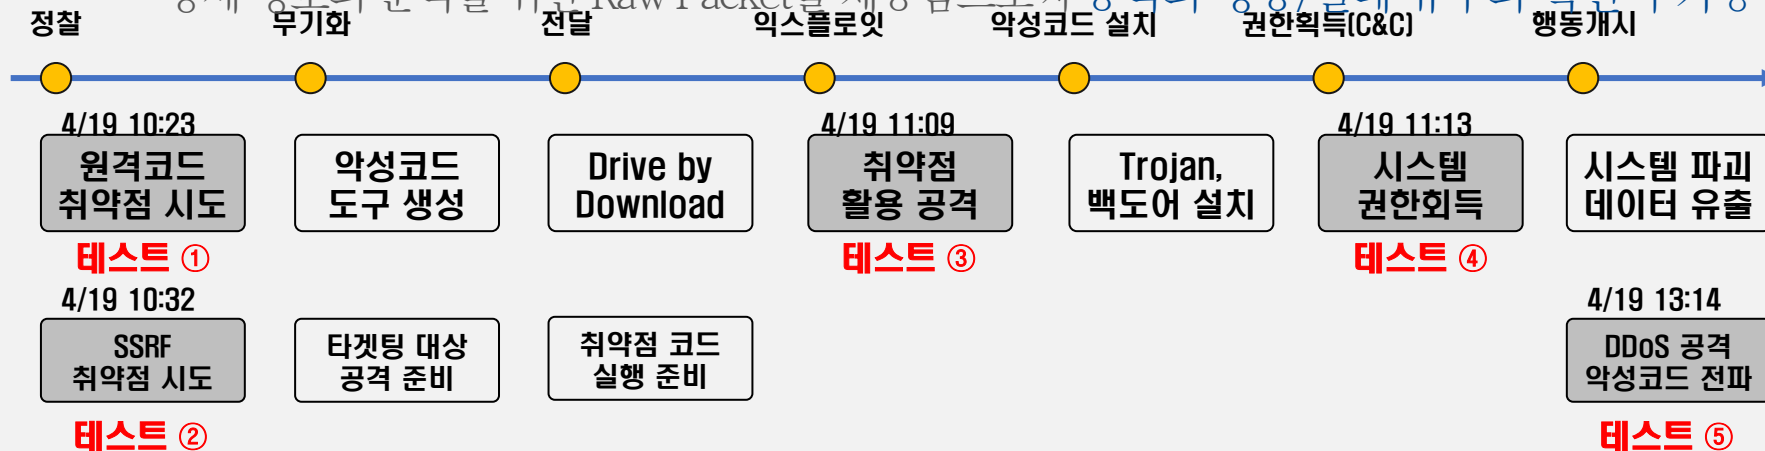 정찰
무기화
전달
익스플로잇
악성코드 설치
권한획득(C&C)
행동개시
4/19 10:23
원격코드
취약점 시도
테스트 ①
악성코드
도구 생성
Drive by
Download
4/19 11:09
취약점
활용 공격
테스트 ③
Trojan,
백도어 설치
4/19 11:13
시스템
권한회득
테스트 ④
시스템 파괴
데이터 유출
4/19 10:32
SSRF
취약점 시도
테스트 ②
타겟팅 대상
공격 준비
취약점 코드
실행 준비
4/19 13:14
DDoS 공격
악성코드 전파
테스트 ⑤